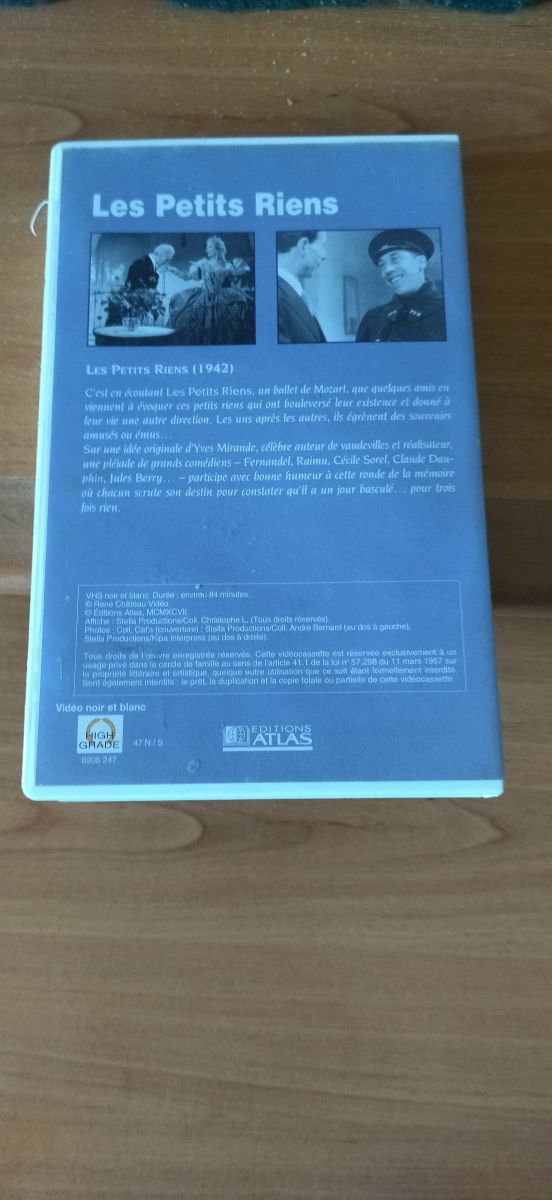 Les Petits Riens
LES PETITS RIENS (1942)
C'est en écoutant Les Petits Riens, un ballet de Mozart, que quelques amis en
viennent à évoquer ces petits riens qui ont bouleversé leur existence et donné à
leur vie une autre direction. Les uns après les autres, ils égrènent des souvenirs
amusés ou émus...
Sur une idée originale d'Yves Mirande, célèbre auteur de vaudevilles et réalisateur,
une pléiade de grands comédiens – Fernandel, Raimu, Cécile Sorel, Claude Dau-
phin, Jules Berry... – participe avec bonne humeur à cette ronde de la mémoire
où chacun scrute son destin pour constater qu'il a un jour basculé... pour trois
fois rien.
VHS noir et blanc. Durée : environ 84 minutes.
© René Château Vidéo.
© Éditions Atlas, MCMXCVII.
Affiche : Stella Productions/Coll. Christophe L. (Tous droits réservés).
Photos : Coll. Cat's (couverture) ; Stella Productions/Coll. André Bernard (au dos à gauche),
Stella Productions/Kipa Interpress (au dos à droite).
Tous droits de l'œuvre enregistrée réservés. Cette vidéocassette est réservée exclusivement à un
usage privé dans le cercle de famille au sens de l'article 41.1 de la loi n° 57.298 du 11 mars 1957 sur
la propriété littéraire et artistique, quelque autre utilisation que ce soit étant formellement interdite.
Sont également interdits : le prêt, la duplication et la copie totale ou partielle de cette vidéocassette.
Vidéo noir et blanc
HIGH
GRADE
47 N / S
6205 247
EDITIONS
ATLAS